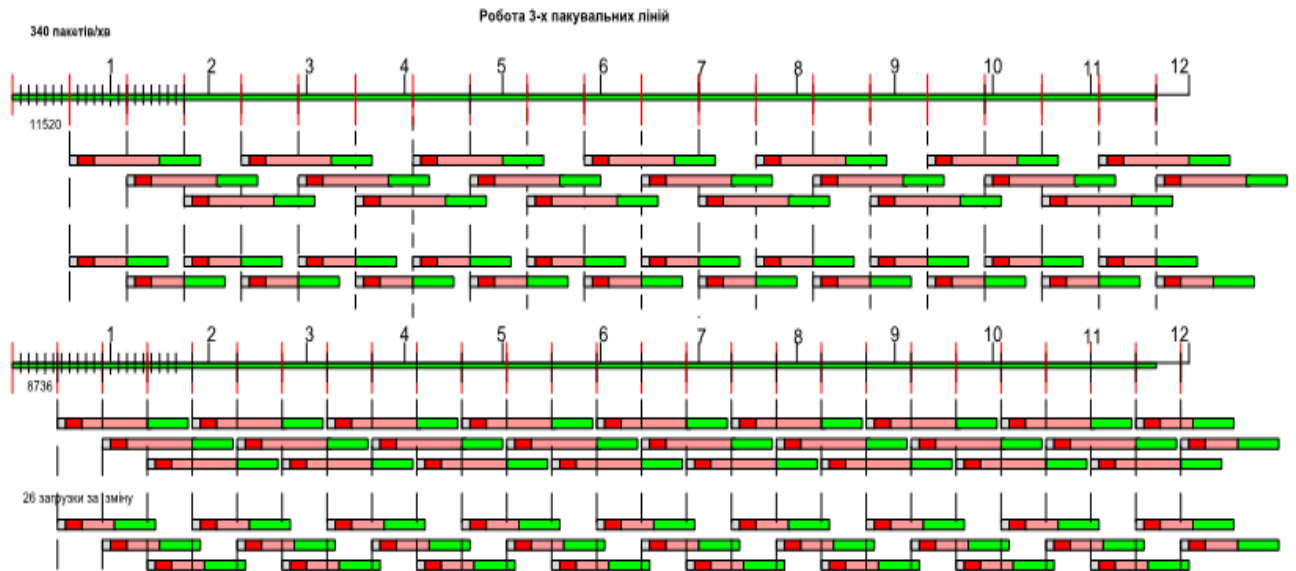 Робота 3-х пакувальних ліній
340 пакетів/хв
1 2 3 4 5 6 7 8 9 10 11 12
11520
1 2 3 4 5 6 7 8 9 10 11 12
8736
26 загрузки за зміну